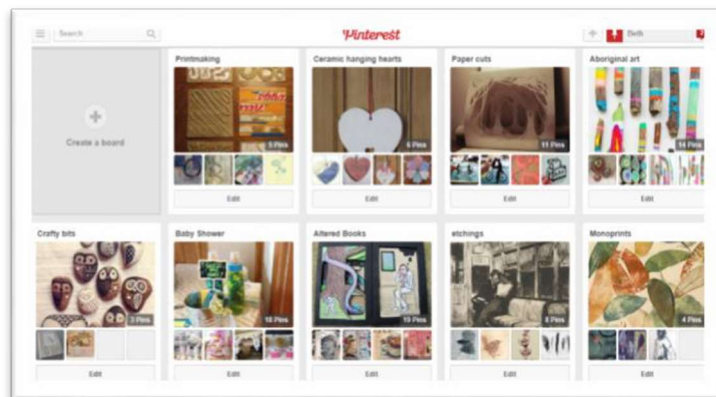 Search
Pinterest
Beth
Create a board
Printmaking
5 Pins
Edit
Ceramic hanging hearts
6 Pins
Edit
Paper cuts
11 Pins
Edit
Aboriginal art
14 Pins
Edit
Crafty bits
3 Pins
Edit
Baby Shower
18 Pins
Edit
Altered Books
19 Pins
Edit
etchings
8 Pins
Edit
Monoprints
4 Pins
Edit